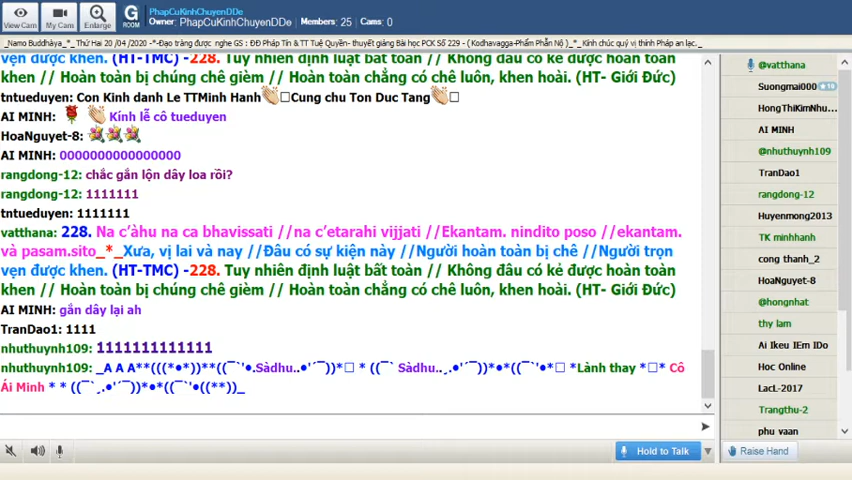 PhapCuKinhChuyenDDe
Owner: PhapCuKinhChuyenDDe Members: 25 Cams: 0
View Cam My Cam Enlarge G ROOM
_Namo Buddhàya_*_ Thứ Hai 20 /04 /2020 -*-Đạo tràng được nghe GS : ĐĐ Pháp Tín & TT Tuệ Quyền- thuyết giảng Bài học PCK Số 229 - ( Kodhavagga-Phẩm Phẫn Nộ ) _*_ Kính chúc quý vị thính Pháp an lạc._
vẹn được khen. (HT-TMC) -228. Tuy nhiên định luật bất toàn // Không đâu có kẻ được hoàn toàn
khen // Hoàn toàn bị chúng chê gièm // Hoàn toàn chẳng có chê luôn, khen hoài. (HT- Giới Đức)
tntueduyen: Con Kinh danh Le TTMinh Hanh👏□Cung chu Ton Duc Tang👏□
AI MINH: 🌹 👏 Kính lễ cô tueduyen
HoaNguyet-8: 💐💐💐
AI MINH: 0000000000000000
rangdong-12: chắc gắn lộn dây loa rồi?
rangdong-12: 1111111
tntueduyen: 1111111
vatthana: 228. Na c’àhu na ca bhavissati //na c’etarahi vijjati //Ekantam. nindito poso //ekantam.
và pasam.sito_*_Xưa, vị lai và nay //Đâu có sự kiện này //Người hoàn toàn bị chê //Người trọn
vẹn được khen. (HT-TMC) -228. Tuy nhiên định luật bất toàn // Không đâu có kẻ được hoàn toàn
khen // Hoàn toàn bị chúng chê gièm // Hoàn toàn chẳng có chê luôn, khen hoài. (HT- Giới Đức)
AI MINH: gắn dây lại ah
TranDao1: 1111
nhuthuynh109: 1111111111111
nhuthuynh109: _A A A**(((*•*))**((¯`'•.Sàdhu..•'´¯))*□ * ((¯` Sàdhu..¸.•'´¯))*•*((¯`'•*□ *Lành thay *□* Cô
Ái Minh * * ((¯`¸.•'´¯))*•*((¯`'•((**))_
Hold to Talk
@vatthana
Suongmai000 ★10
HongThiKimNhu...
AI MINH
@nhuthuynh109
TranDao1
rangdong-12
Huyenmong2013
TK minhhanh
cong thanh_2
HoaNguyet-8
@hongnhat
thy lam
Ai Ikeu IEm IDo
Hoc Online
LacL-2017
Trangthu-2
phu vaan
Raise Hand